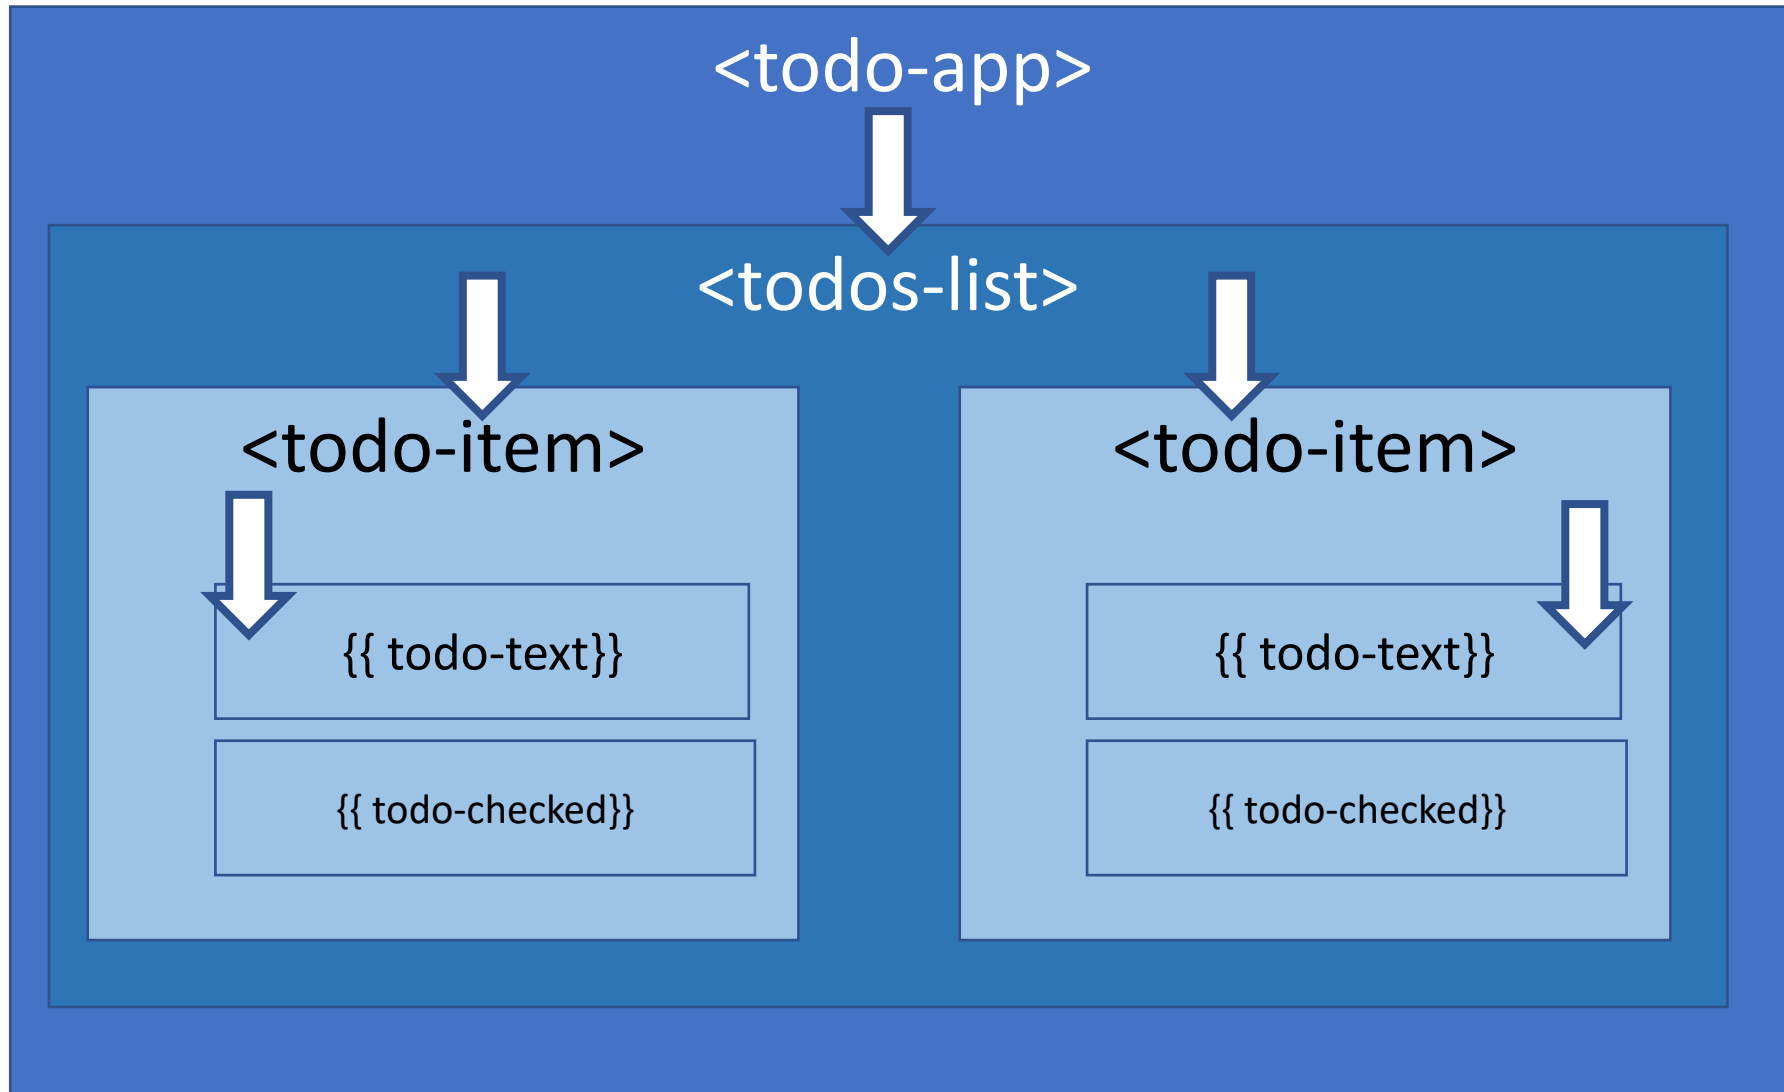 <todo-app>
<todos-list>
<todo-item>
{{ todo-text}}
{{ todo-checked}}
<todo-item>
{{ todo-text}}
{{ todo-checked}}